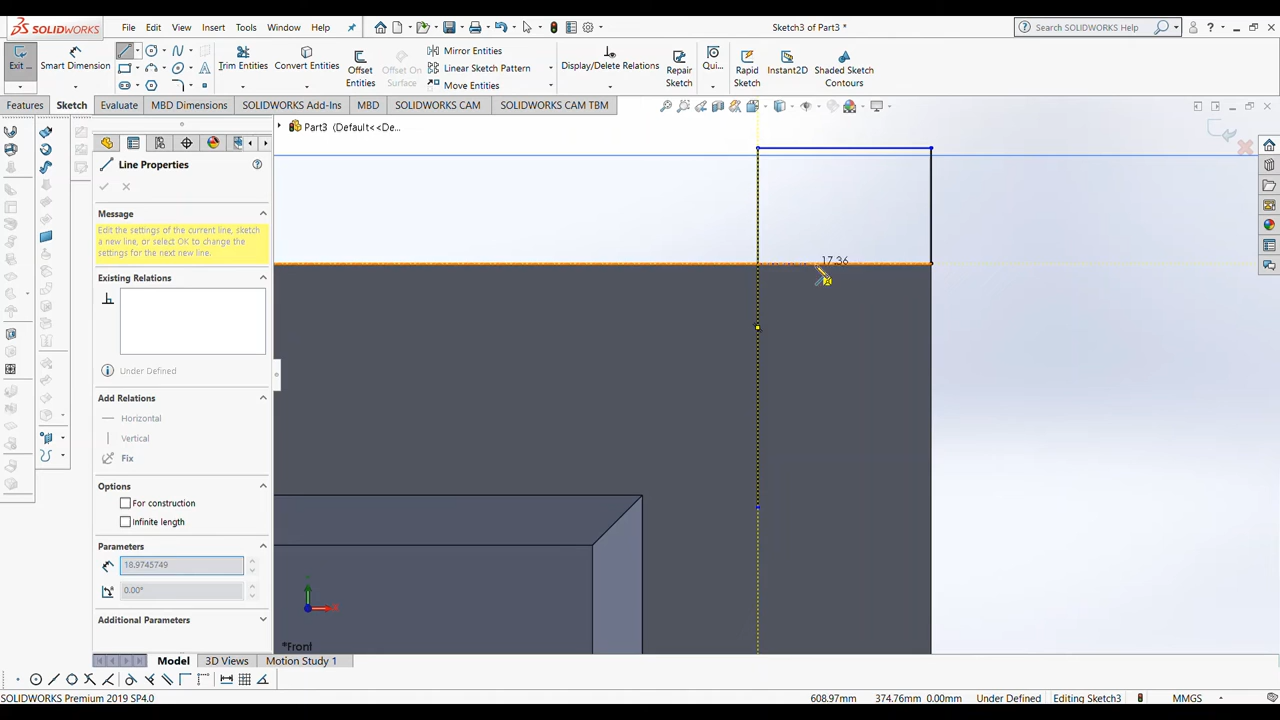 SOLIDWORKS
File Edit View Insert Tools Window
Sketch3 of Part3 *
Search SOLIDWORKS Help
Exit ...
Smart Dimension
Trim Entities
Convert Entities
Offset Entities
Offset On Surface
Mirror Entities
Linear Sketch Pattern
Move Entities
Display/Delete Relations
Repair Sketch
Qui...
Rapid Sketch
Instant2D
Shaded Sketch Contours
Features Sketch Evaluate MBD Dimensions SOLIDWORKS Add-Ins MBD SOLIDWORKS CAM SOLIDWORKS CAM TBM
Part3 (Default<<De...
Line Properties
Message
Edit the settings of the current line, sketch
a new line, or select OK to change the
settings for the next new line.
Existing Relations
Under Defined
Add Relations
Horizontal
Vertical
Fix
Options
For construction
Infinite length
Parameters
18.9745749
0.00°
Additional Parameters
17.36
*Front
Model 3D Views Motion Study 1
SOLIDWORKS Premium 2019 SP4.0
608.97mm 374.76mm 0.00mm Under Defined Editing Sketch3 MMGS